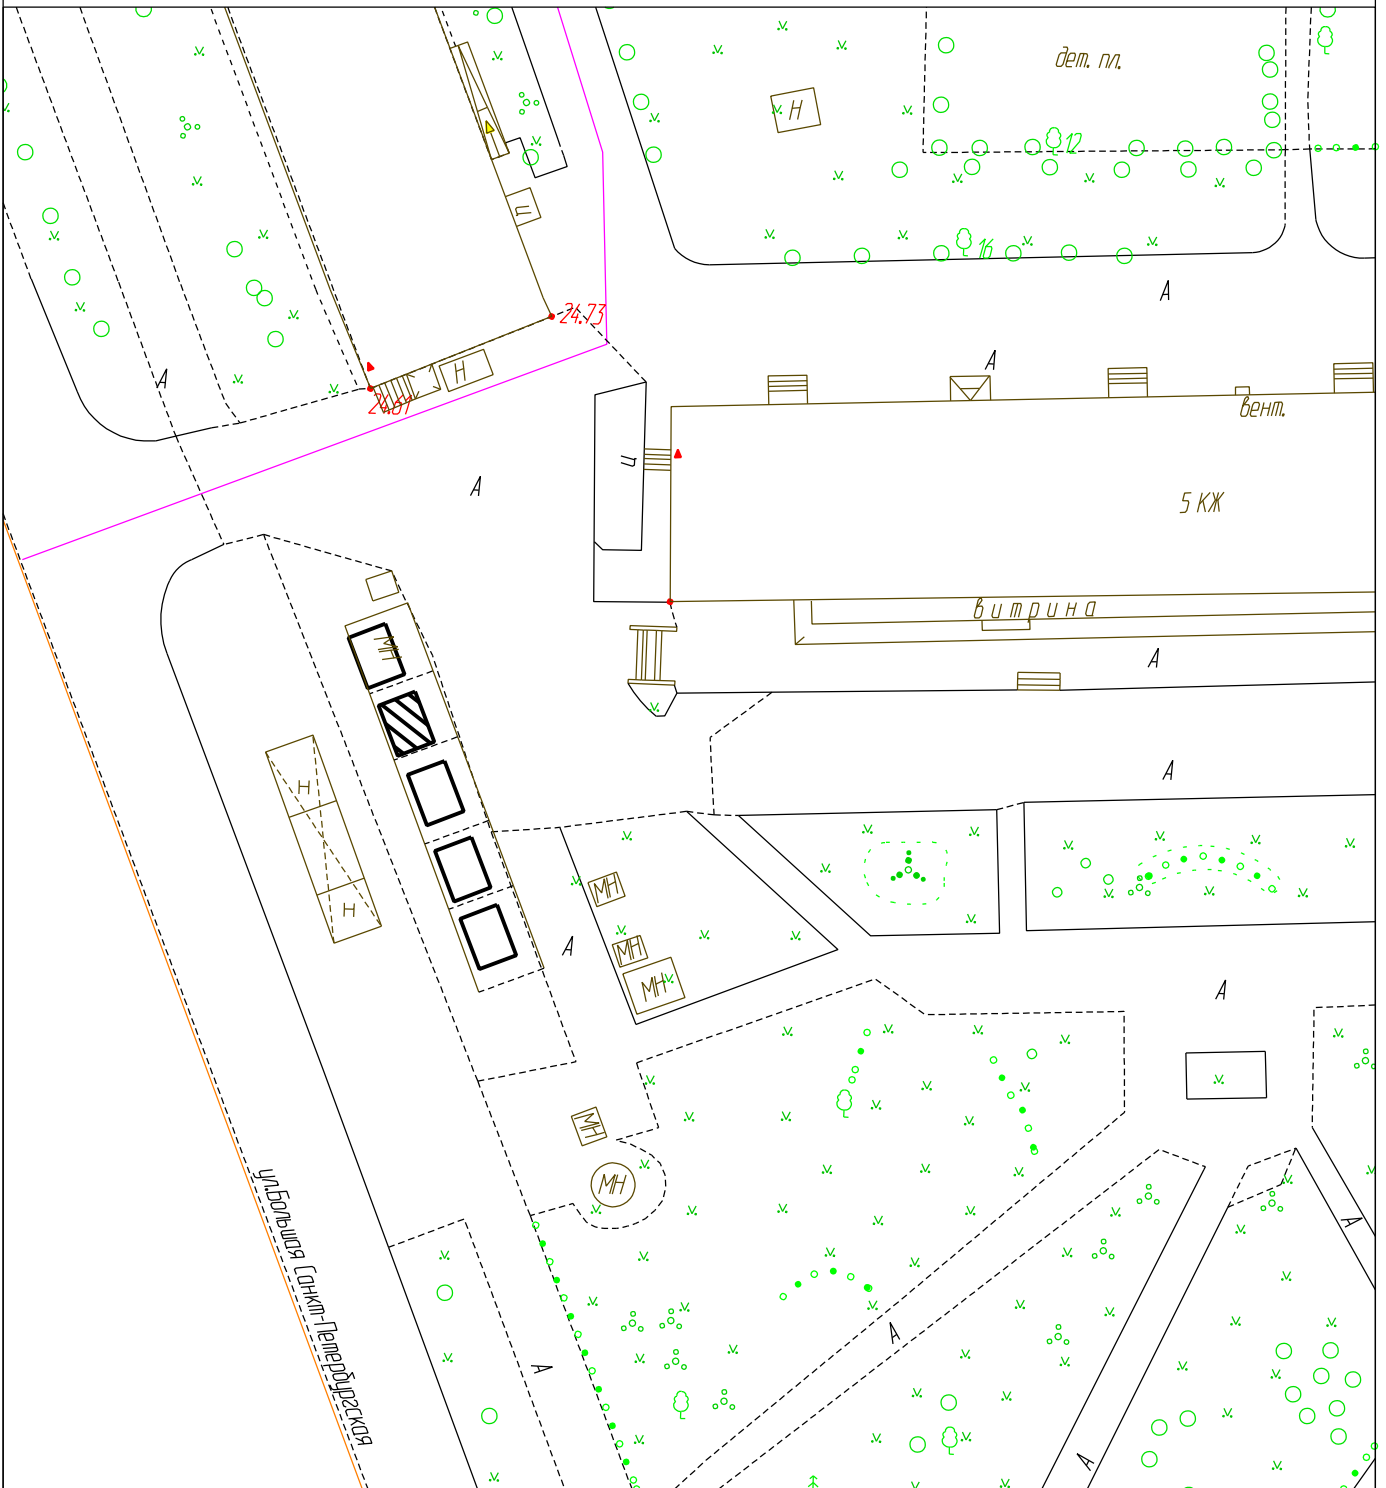 дет. пл.
Н
12
ц
16
А
24.73
А
А
Н
24.61
вент.
ц
А
5 КЖ
витрина
МН
А
А
Н
МН
Н
А
МН
МН
А
МН
МН
А
ул.Большая Санкт-Петербургская
А
А
А